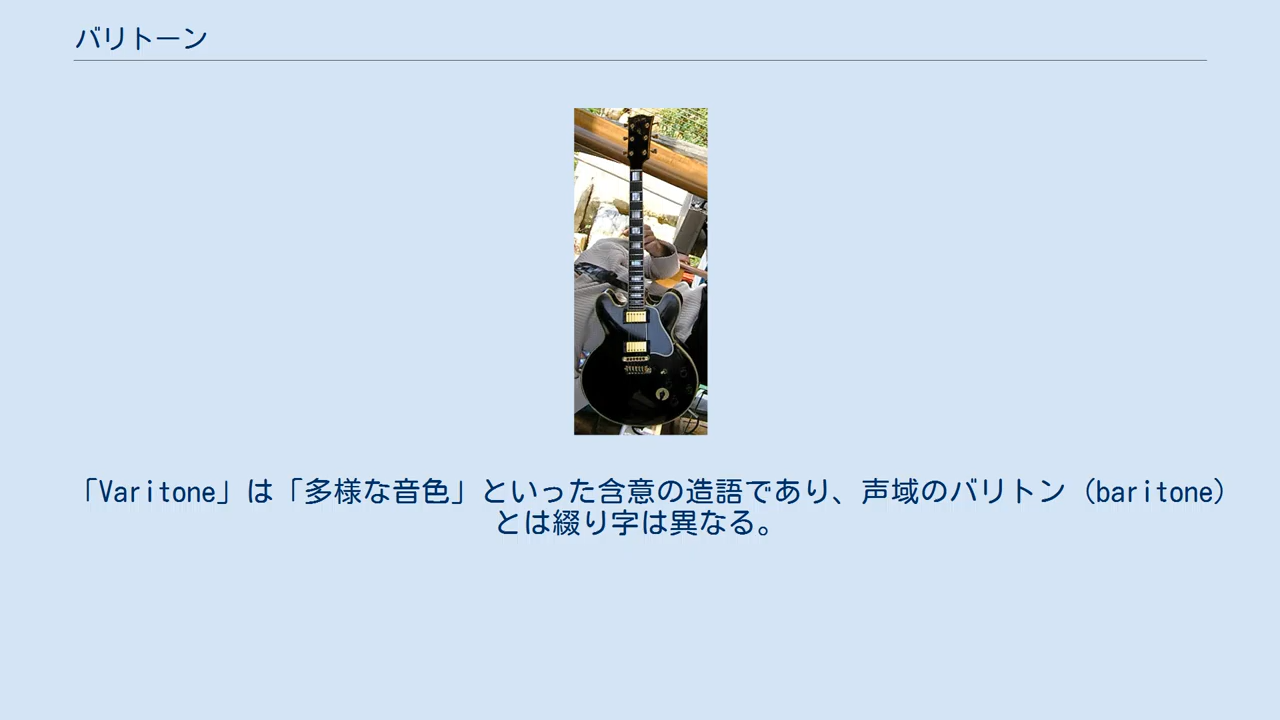 バリトーン
「Varitone」は「多様な音色」といった含意の造語であり、声域のバリトン（baritone）
とは綴り字は異なる。